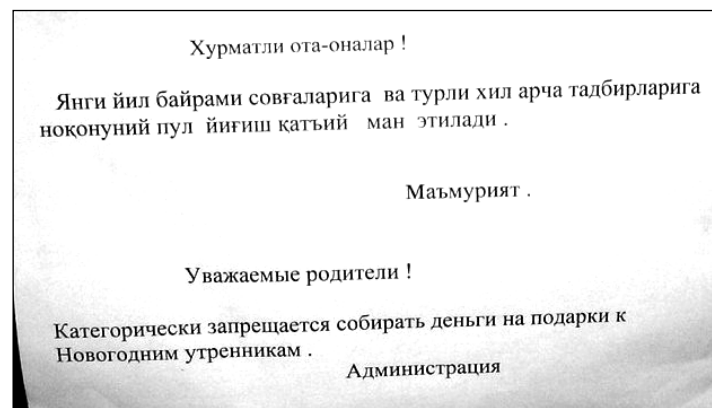 Хурматли ота-оналар !
Янги йил байрами совғаларига ва турли хил арча тадбирларига
ноқонуний пул йиғиш қатъий ман этилади .
Маъмурият .
Уважаемые родители !
Категорически запрещается собирать деньги на подарки к
Новогодним утренникам .
Администрация